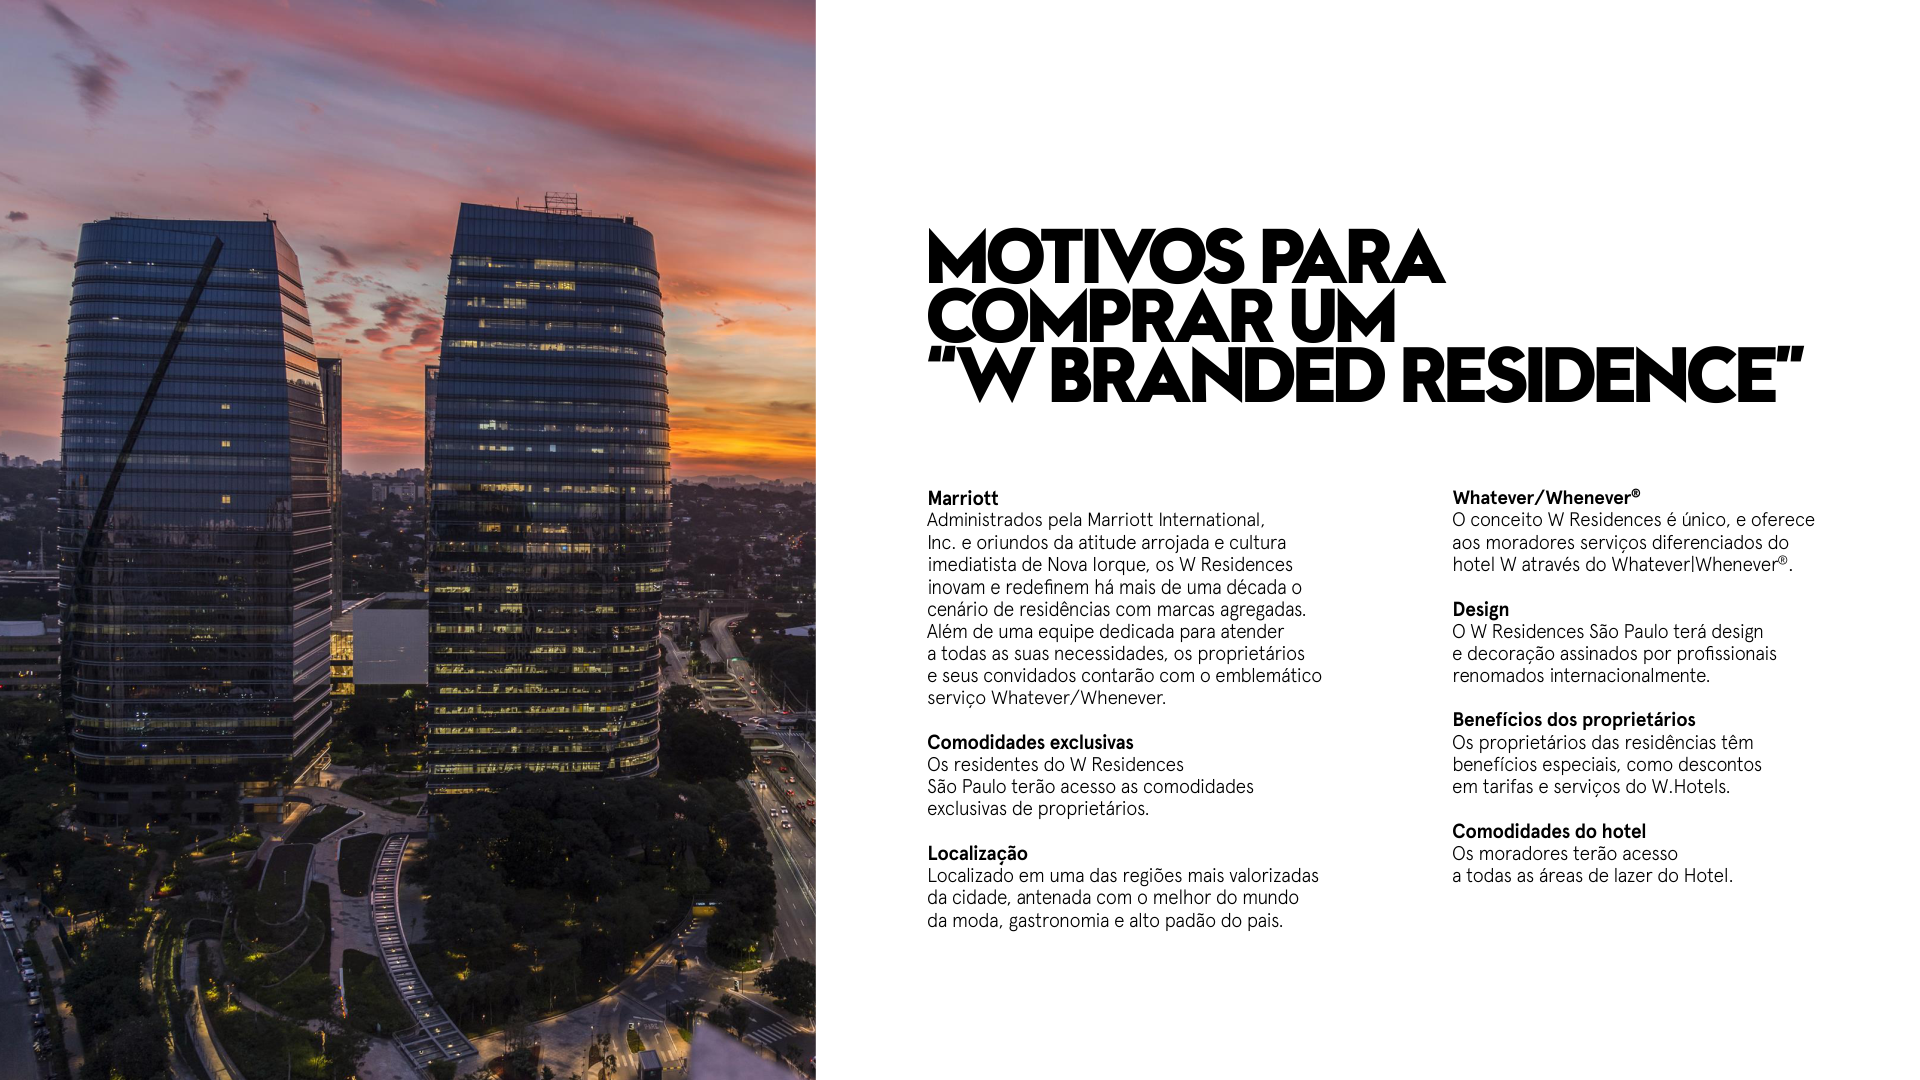 MOTIVOS PARA
COMPRAR UM
“W BRANDED RESIDENCE”
Marriott
Administrados pela Marriott International,
Inc. e oriundos da atitude arrojada e cultura
imediatista de Nova Iorque, os W Residences
inovam e redefinem há mais de uma década o
cenário de residências com marcas agregadas.
Além de uma equipe dedicada para atender
a todas as suas necessidades, os proprietários
e seus convidados contarão com o emblemático
serviço Whatever/Whenever.
Comodidades exclusivas
Os residentes do W Residences
São Paulo terão acesso as comodidades
exclusivas de proprietários.
Localização
Localizado em uma das regiões mais valorizadas
da cidade, antenada com o melhor do mundo
da moda, gastronomia e alto padão do pais.
Whatever/Whenever®
O conceito W Residences é único, e oferece
aos moradores serviços diferenciados do
hotel W através do Whatever|Whenever®.
Design
O W Residences São Paulo terá design
e decoração assinados por profissionais
renomados internacionalmente.
Benefícios dos proprietários
Os proprietários das residências têm
benefícios especiais, como descontos
em tarifas e serviços do W.Hotels.
Comodidades do hotel
Os moradores terão acesso
a todas as áreas de lazer do Hotel.